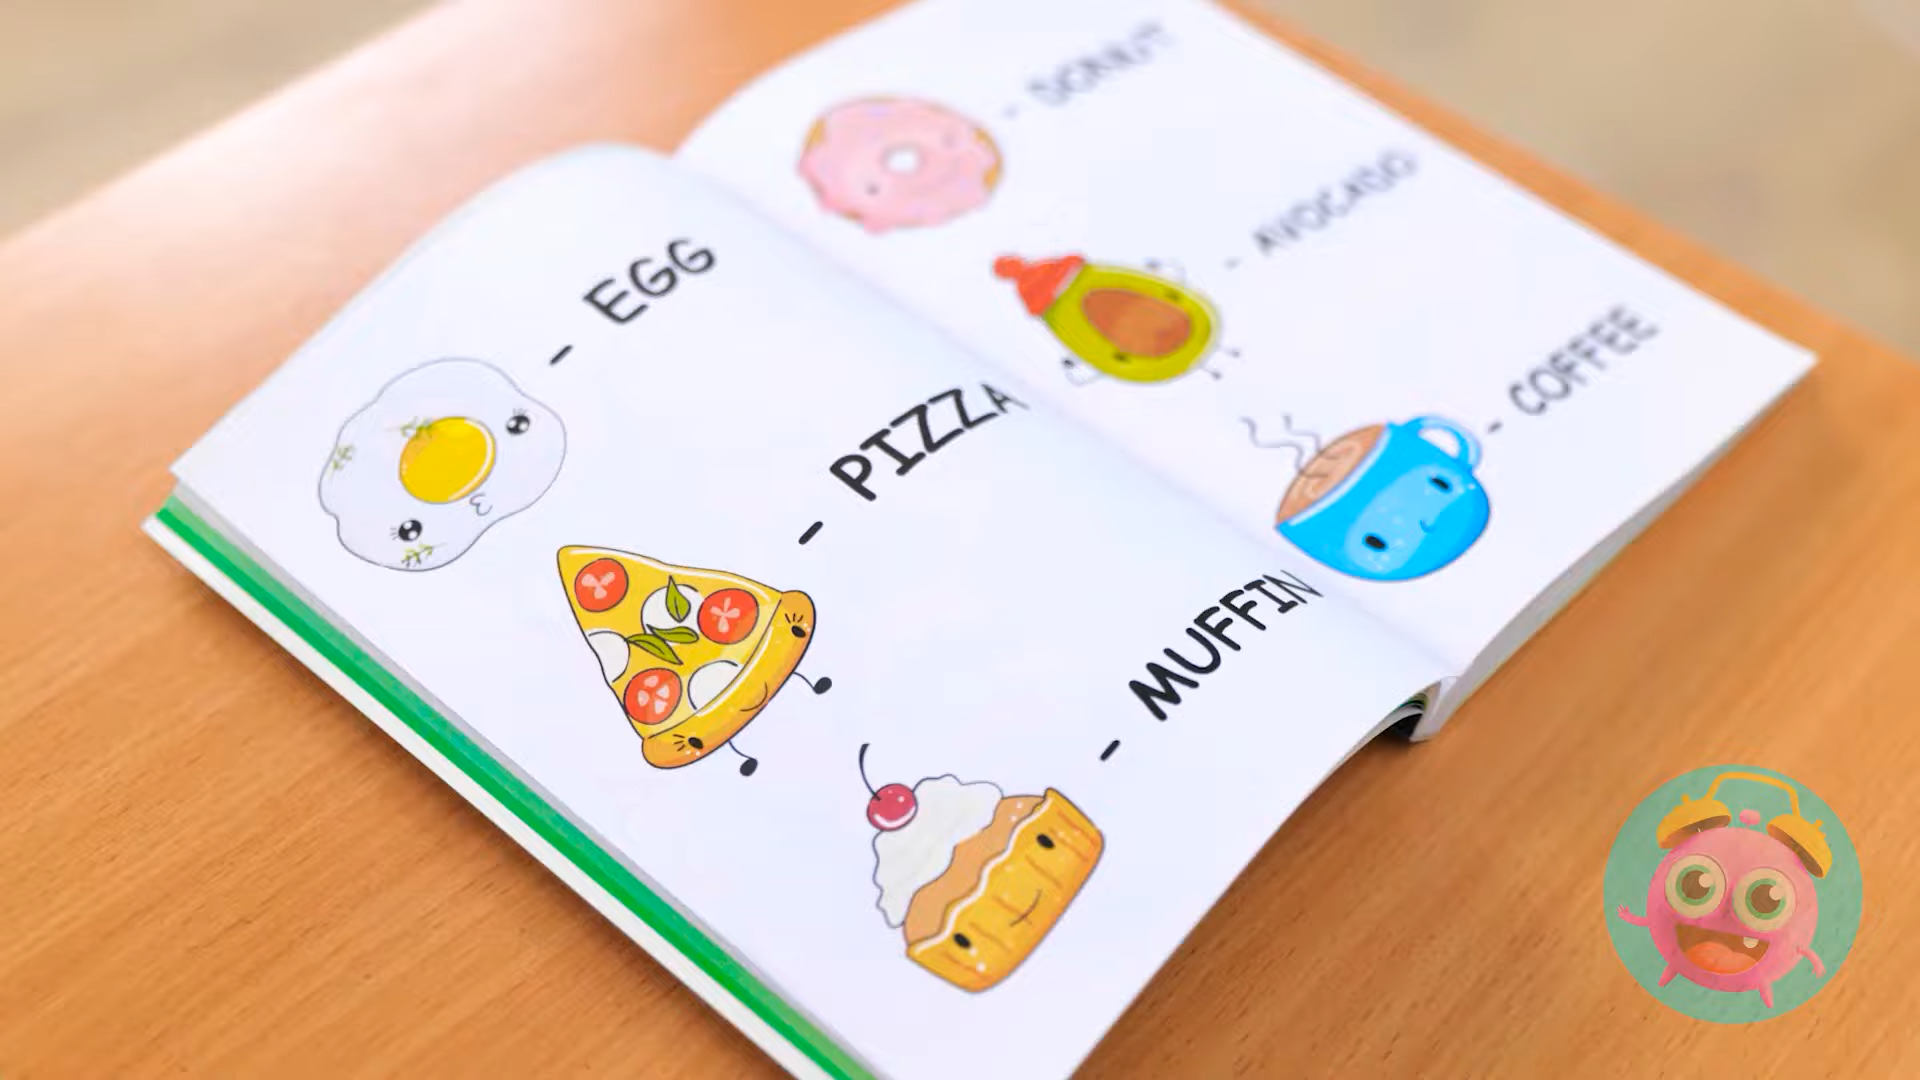 - EGG
- PIZZA
- MUFFIN
- DONUT
- AVOCADO
- COFFEE